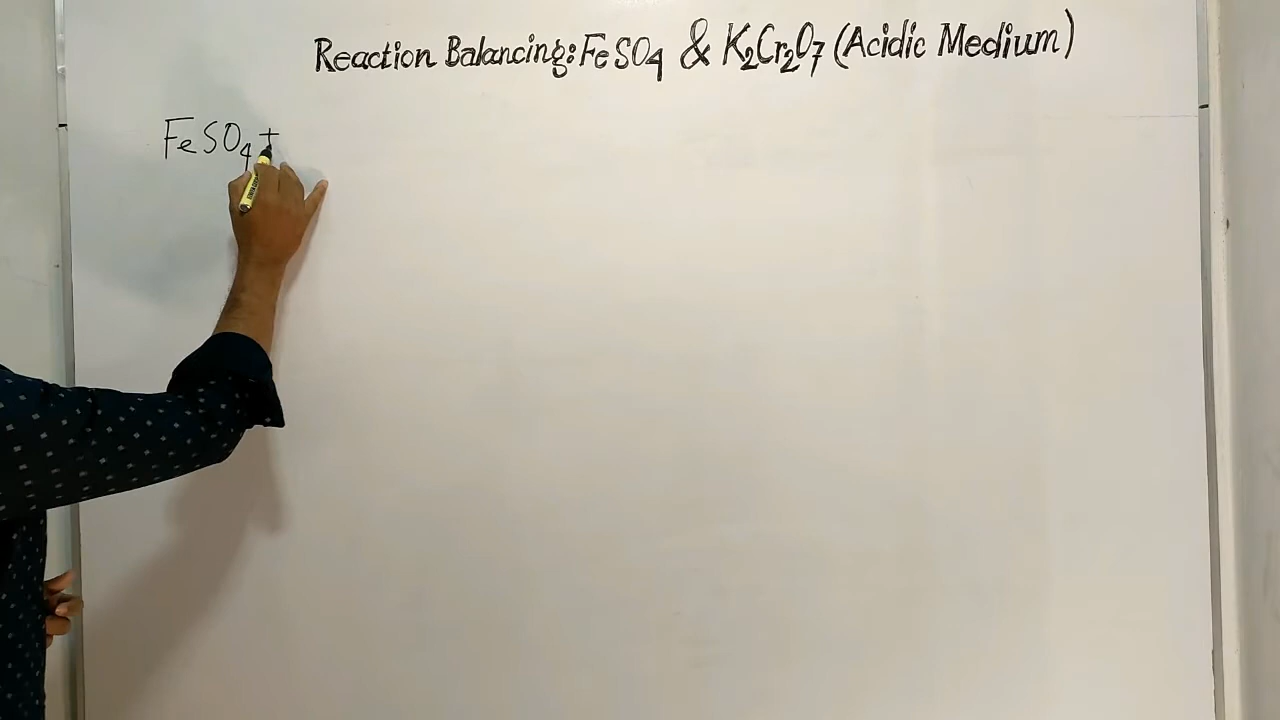 Reaction Balancing: FeSO₄ & K₂Cr₂O₇ (Acidic Medium)
FeSO₄ +